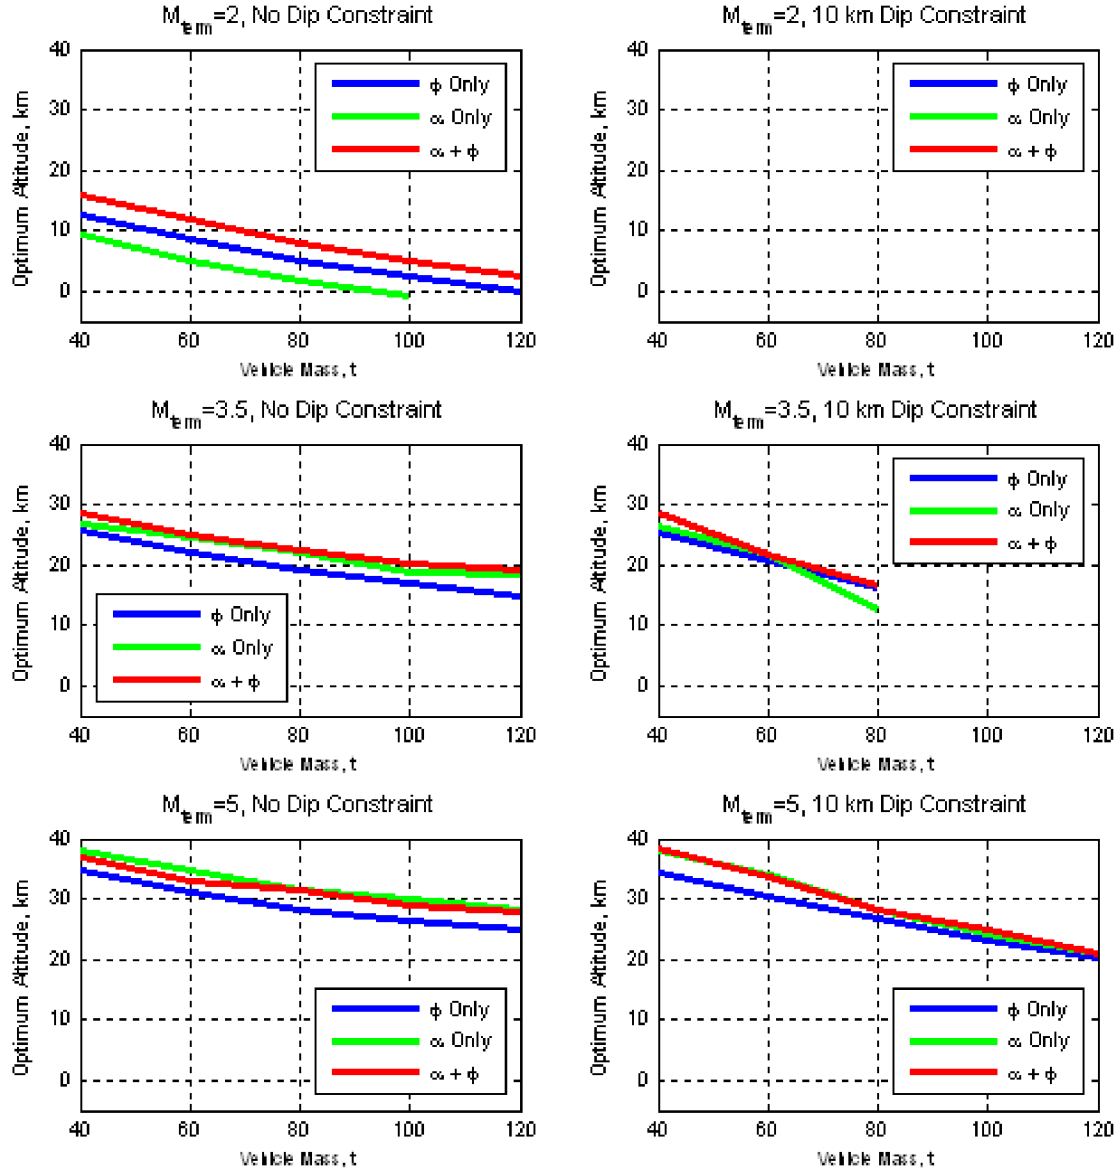 M_term=2, No Dip Constraint
40
30
20
10
0
Optimum Altitude, km
ϕ Only
α Only
α + ϕ
40 60 80 100 120
Vehicle Mass, t
M_term=2, 10 km Dip Constraint
40
30
20
10
0
Optimum Altitude, km
ϕ Only
α Only
α + ϕ
40 60 80 100 120
Vehicle Mass, t
M_term=3.5, No Dip Constraint
40
30
20
10
0
Optimum Altitude, km
ϕ Only
α Only
α + ϕ
40 60 80 100 120
Vehicle Mass, t
M_term=3.5, 10 km Dip Constraint
40
30
20
10
0
Optimum Altitude, km
ϕ Only
α Only
α + ϕ
40 60 80 100 120
Vehicle Mass, t
M_term=5, No Dip Constraint
40
30
20
10
0
Optimum Altitude, km
ϕ Only
α Only
α + ϕ
40 60 80 100 120
Vehicle Mass, t
M_term=5, 10 km Dip Constraint
40
30
20
10
0
Optimum Altitude, km
ϕ Only
α Only
α + ϕ
40 60 80 100 120
Vehicle Mass, t